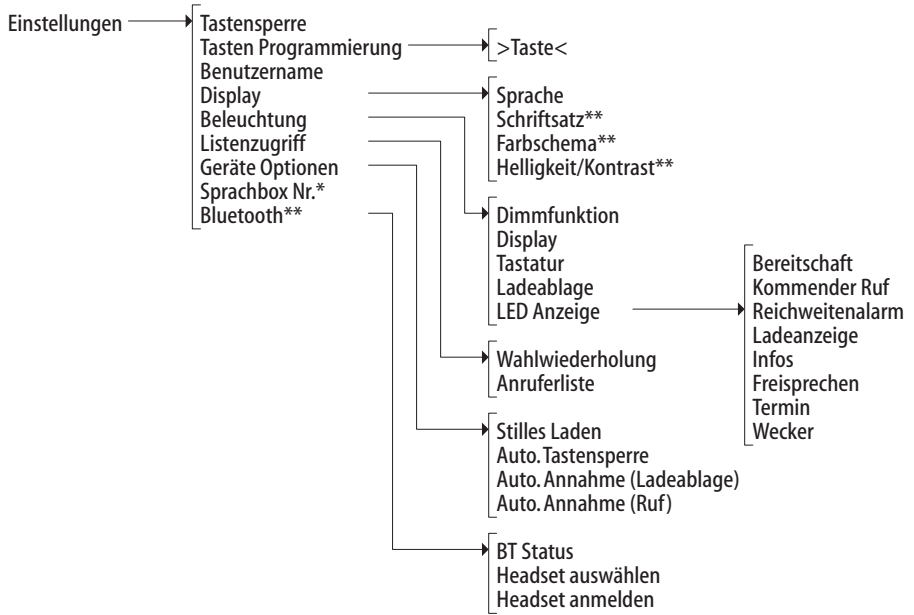 Einstellungen
Tastensperre
Tasten Programmierung
Benutzername
Display
Beleuchtung
Listenzugriff
Geräte Optionen
Sprachbox Nr.*
Bluetooth**
>Taste<
Sprache
Schriftsatz**
Farbschema**
Helligkeit/Kontrast**
Dimmfunktion
Display
Tastatur
Ladeablage
LED Anzeige
Bereitschaft
Kommender Ruf
Reichweitenalarm
Ladeanzeige
Infos
Freisprechen
Termin
Wecker
Wahlwiederholung
Anruferliste
Stilles Laden
Auto. Tastensperre
Auto. Annahme (Ladeablage)
Auto. Annahme (Ruf)
BT Status
Headset auswählen
Headset anmelden